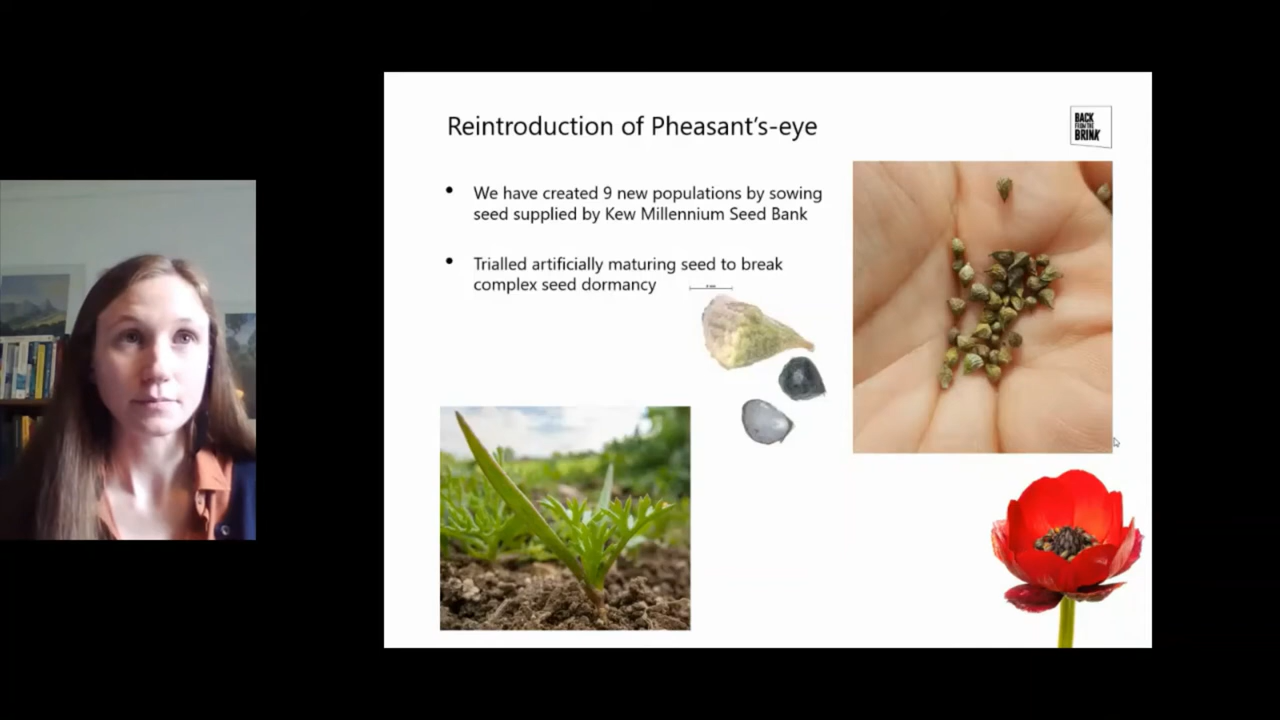 Reintroduction of Pheasant's-eye
BACK
FROM THE
BRINK
We have created 9 new populations by sowing
seed supplied by Kew Millennium Seed Bank
Trialled artificially maturing seed to break
complex seed dormancy